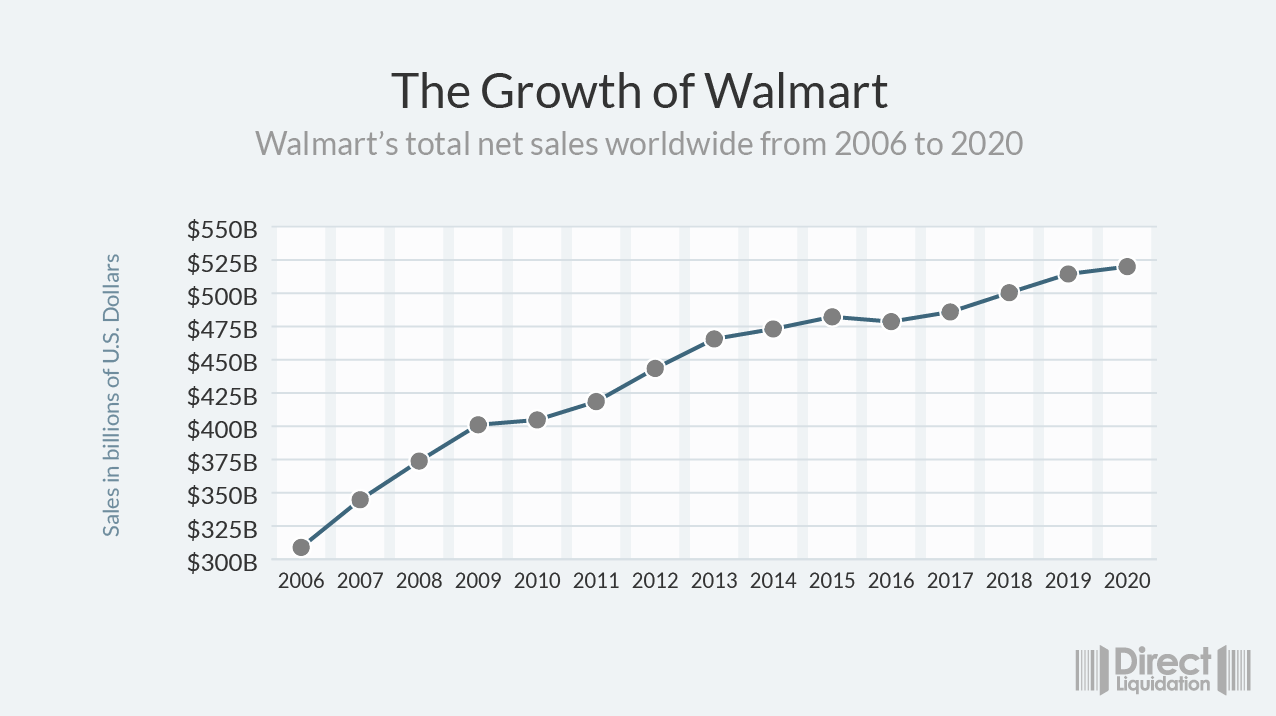 The Growth of Walmart
Walmart’s total net sales worldwide from 2006 to 2020
Sales in billions of U.S. Dollars
$550B
$525B
$500B
$475B
$450B
$425B
$400B
$375B
$350B
$325B
$300B
2006 2007 2008 2009 2010 2011 2012 2013 2014 2015 2016 2017 2018 2019 2020
Direct
Liquidation